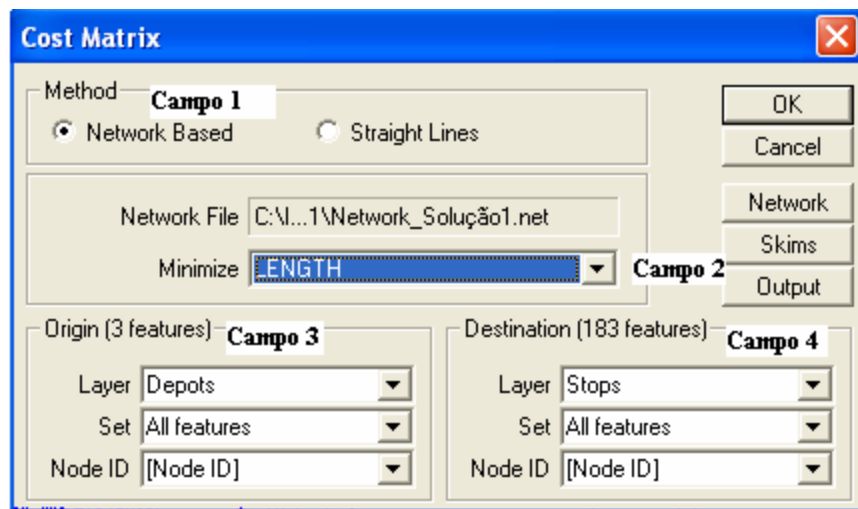 Cost Matrix
Method Campo 1
Network Based Straight Lines
OK
Cancel
Network File C:\I...1\Network_Solução1.net
Minimize LENGTH Campo 2
Network
Skims
Output
Origin (3 features) Campo 3
Layer Depots
Set All features
Node ID [Node ID]
Destination (183 features) Campo 4
Layer Stops
Set All features
Node ID [Node ID]